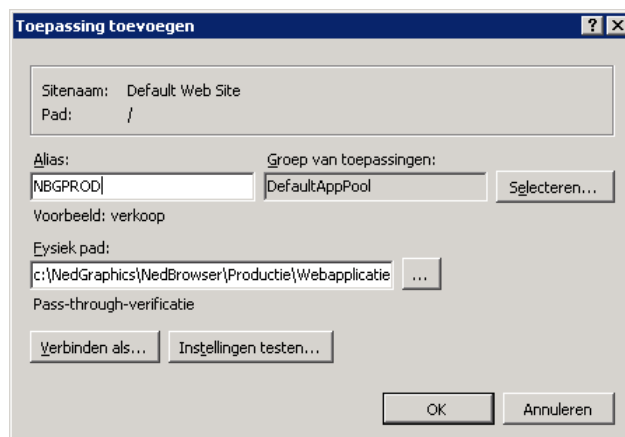 Toepassing toevoegen
Sitenaam: Default Web Site
Pad: /
Alias: Groep van toepassingen:
NBGPROD DefaultAppPool Selecteren...
Voorbeeld: verkoop
Fysiek pad:
c:\NedGraphics\NedBrowser\Productie\Webapplicatie ...
Pass-through-verificatie
Verbinden als... Instellingen testen...
OK Annuleren